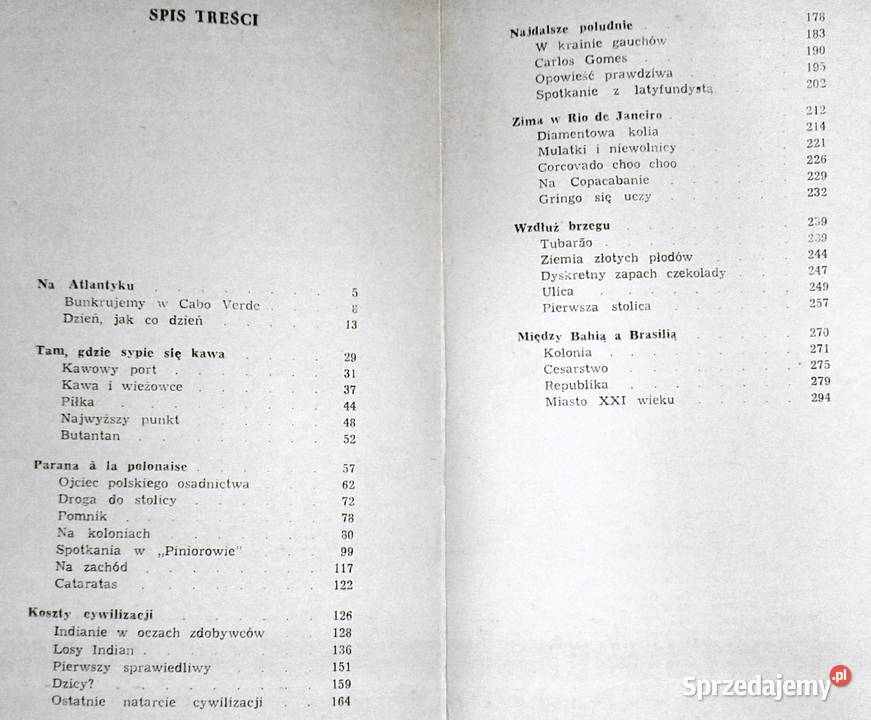 SPIS TREŚCI
Na Atlantyku . . . . . . . 5
Bunkrujemy w Cabo Verde . . . 8
Dzień, jak co dzień . . . . . 13
Tam, gdzie sypie się kawa . . . . 29
Kawowy port . . . . . . 31
Kawa i wieżowce . . . . . 37
Piłka . . . . . . . . 44
Najwyższy punkt . . . . . 48
Butantan . . . . . . . 52
Parana à la polonaise . . . . . 57
Ojciec polskiego osadnictwa . . . 62
Droga do stolicy . . . . . 72
Pomnik . . . . . . . 78
Na koloniach . . . . . . 80
Spotkania w „Piniorowie" . . . 99
Na zachód . . . . . . . 117
Cataratas . . . . . . . 122
Koszty cywilizacji . . . . . . 126
Indianie w oczach zdobywców . . 128
Losy Indian . . . . . . . 136
Pierwszy sprawiedliwy . . . . 151
Dzicy? . . . . . . . . 159
Ostatnie natarcie cywilizacji . . 164
Najdalsze południe . . . . . 178
W krainie gauchów . . . . . 183
Carlos Gomes . . . . . . 190
Opowieść prawdziwa . . . . . 195
Spotkanie z latyfundystą . . . 202
Zima w Rio de Janeiro . . . . . 212
Diamentowa kolia . . . . . 214
Mulatki i niewolnicy . . . . 221
Corcovado choo choo . . . . 226
Na Copacabanie . . . . . 229
Gringo się uczy . . . . . 232
Wzdłuż brzegu . . . . . . 239
Tubarão . . . . . . . 239
Ziemia złotych płodów . . . . 244
Dyskretny zapach czekolady . . . 247
Ulica . . . . . . . . 249
Pierwsza stolica . . . . . 257
Między Bahią a Brasilią . . . . 270
Kolonia . . . . . . . 271
Cesarstwo . . . . . . . 275
Republika . . . . . . . 279
Miasto XXI wieku . . . . . 294
Sprzedajemy.pl